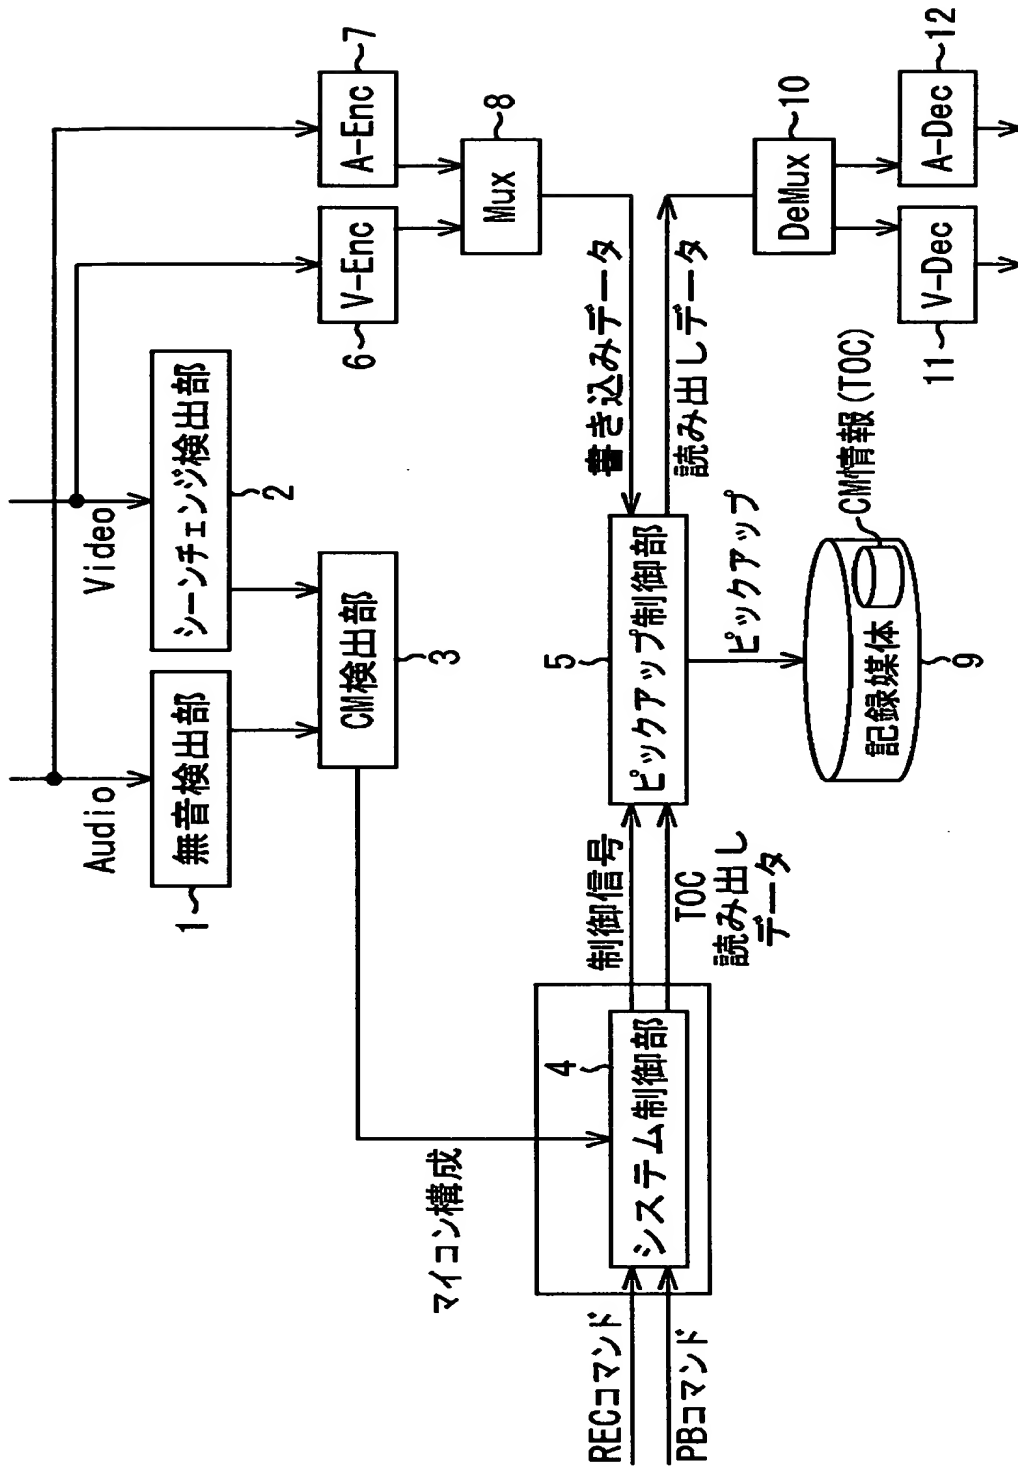 Audio
Video
無音検出部
1
シーンチェンジ検出部
2
V-Enc
6
A-Enc
7
CM検出部
3
Mux
8
マイコン構成
RECコマンド
PBコマンド
システム制御部
4
制御信号
TOC
読み出し
データ
ピックアップ制御部
5
書き込みデータ
読み出しデータ
ピックアップ
DeMux
10
記録媒体
9
CM情報(TOC)
V-Dec
11
A-Dec
12